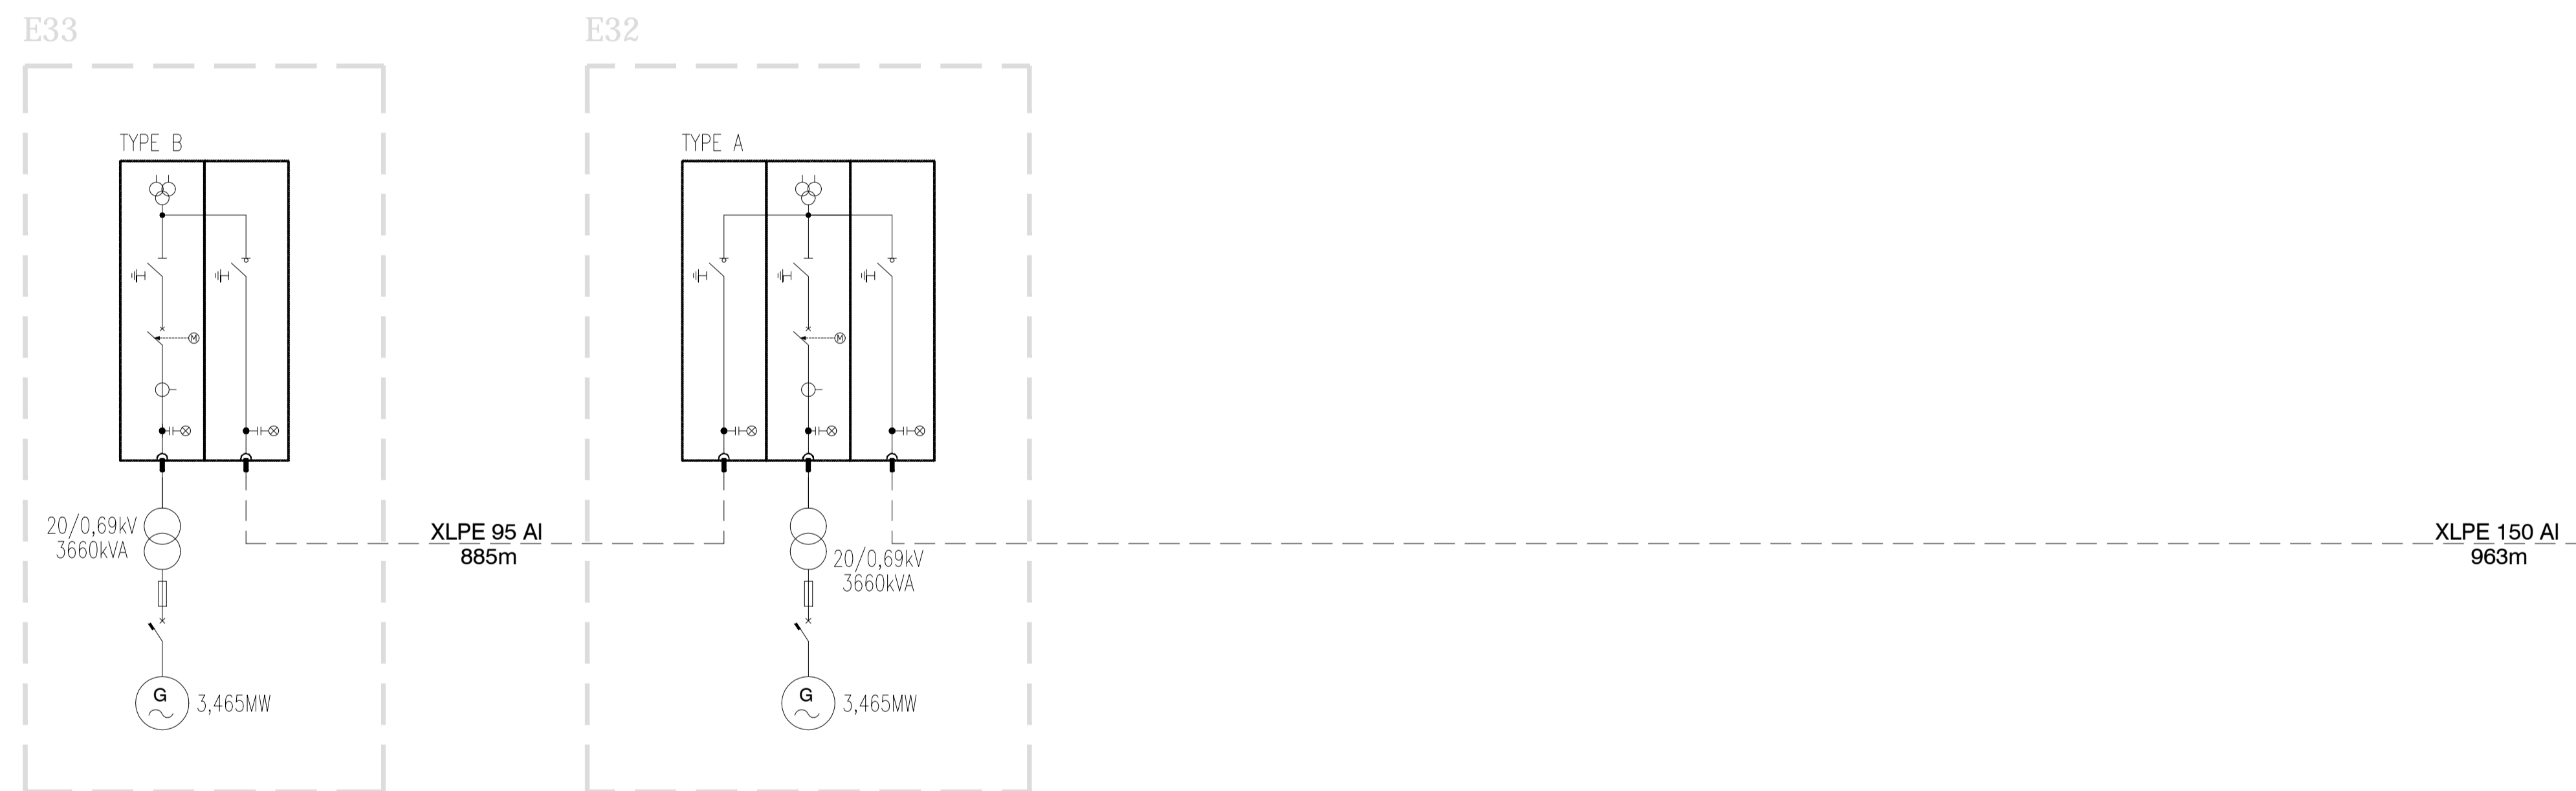 E33
E32
TYPE B
TYPE A
M
M
20/0,69kV
3660kVA
XLPE 95 Al
885m
20/0,69kV
3660kVA
XLPE 150 Al
963m
G
3,465MW
G
3,465MW